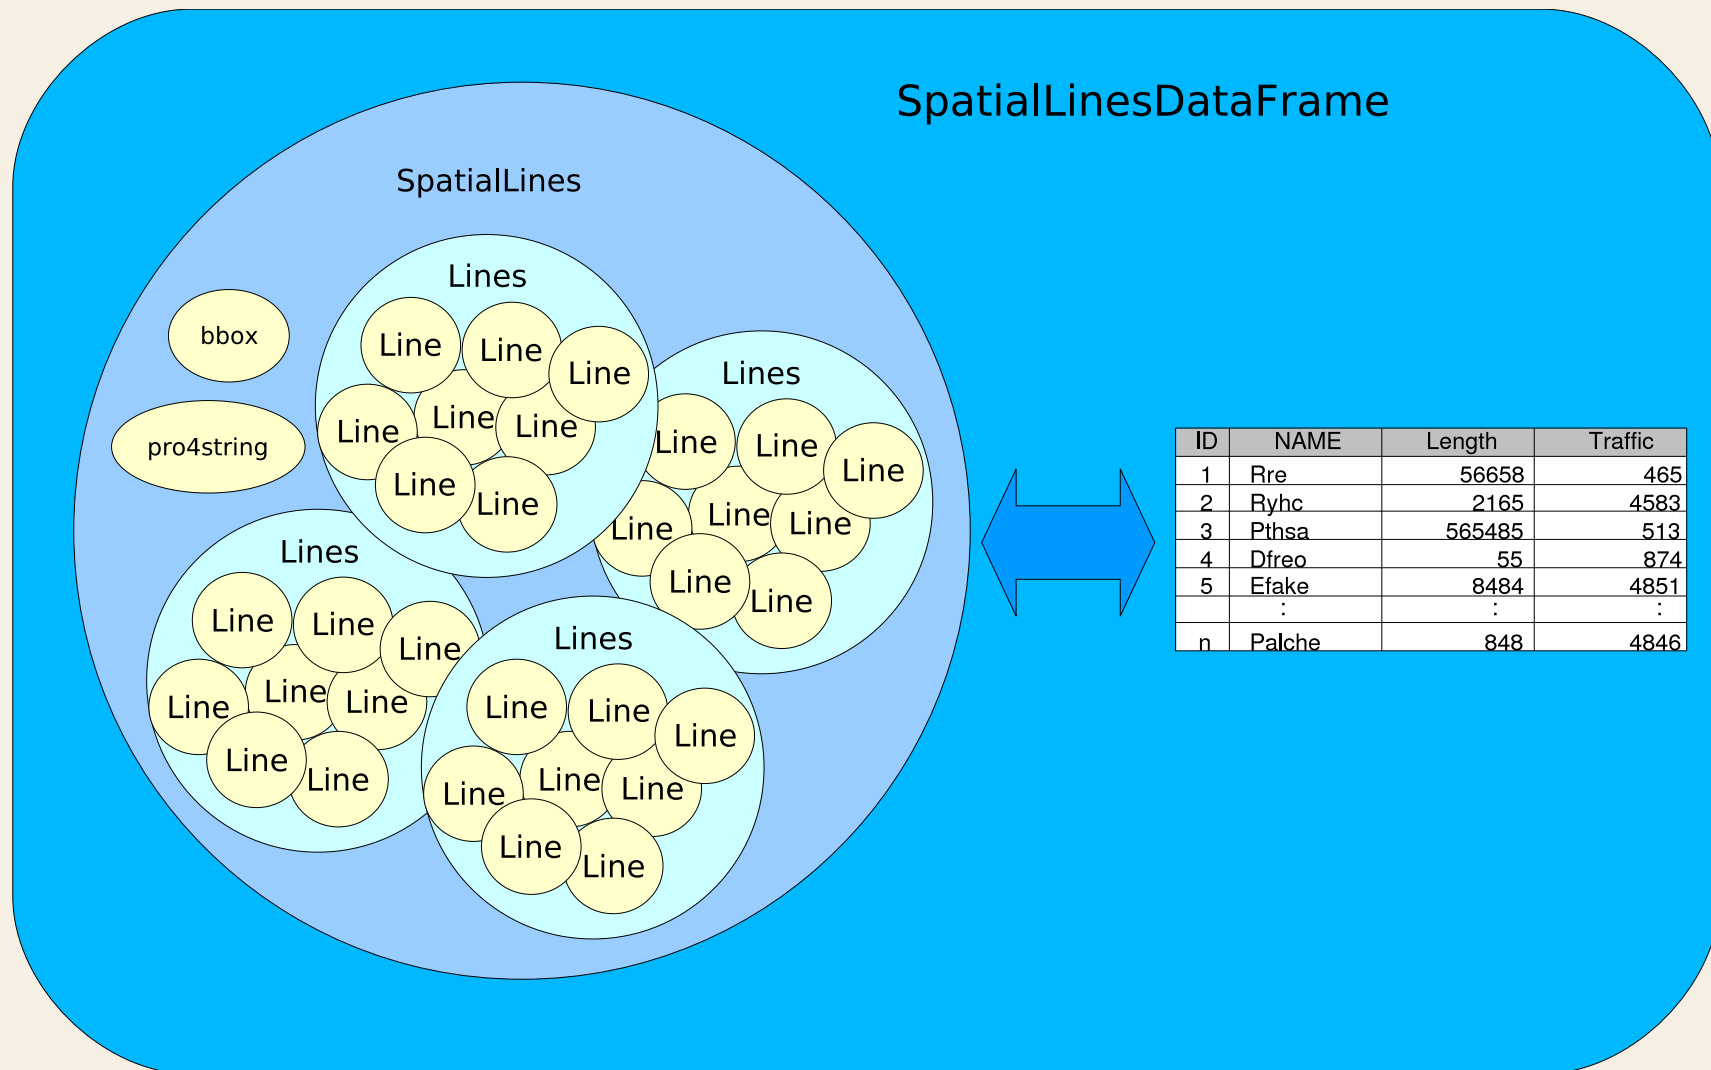 SpatialLinesDataFrame
SpatialLines
bbox
pro4string
Lines
Line
Line
Line
Line
Line
Line
Line
Line
Lines
Line
Line
Line
Line
Line
Line
Line
Line
Lines
Line
Line
Line
Line
Line
Line
Line
Line
Lines
Line
Line
Line
Line
Line
Line
Line
Line
ID NAME Length Traffic
1 Rre 56658 465
2 Ryhc 2165 4583
3 Pthsa 565485 513
4 Dfreo 55 874
5 Efake 8484 4851
: : :
n Palche 848 4846